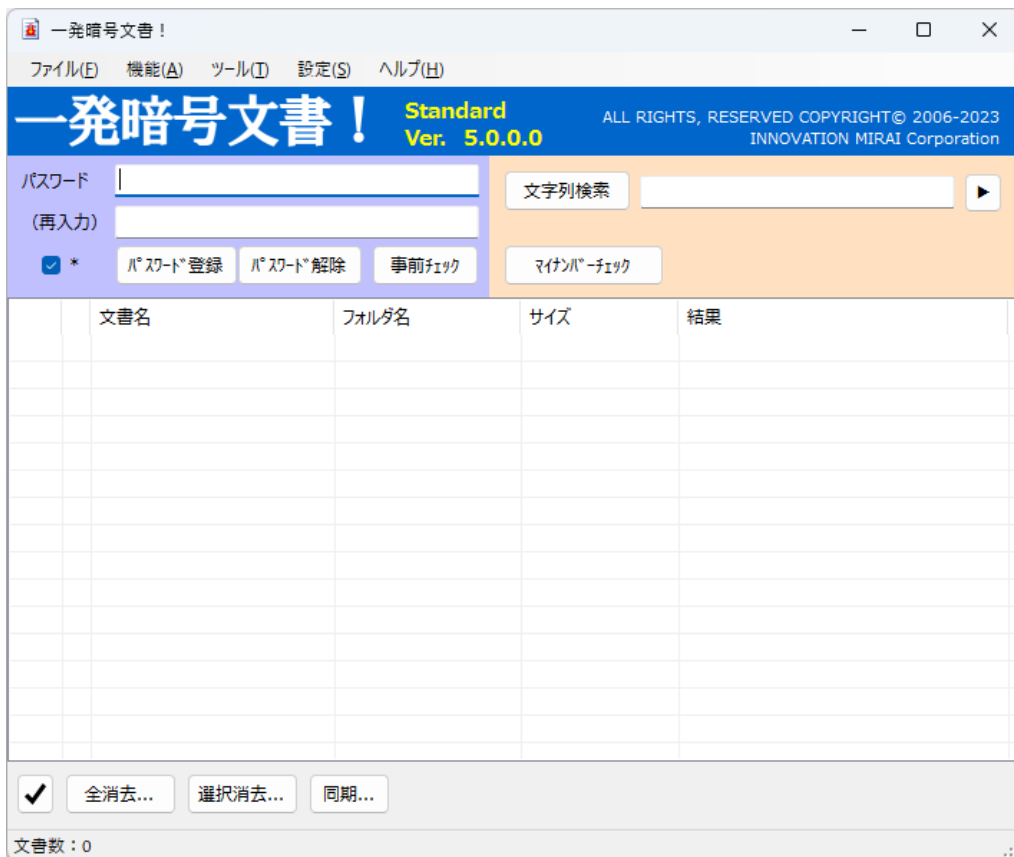 一発暗号文書！
ファイル(F) 機能(A) ツール(T) 設定(S) ヘルプ(H)
一発暗号文書！
Standard
Ver. 5.0.0.0
ALL RIGHTS, RESERVED COPYRIGHT© 2006-2023
INNOVATION MIRAI Corporation
パスワード
文字列検索
（再入力）
*
ﾊﾟｽﾜｰﾄﾞ登録
ﾊﾟｽﾜｰﾄﾞ解除
事前ﾁｪｯｸ
ﾏｲﾅﾝﾊﾞｰﾁｪｯｸ
文書名 フォルダ名 サイズ 結果
全消去... 選択消去... 同期...
文書数：0